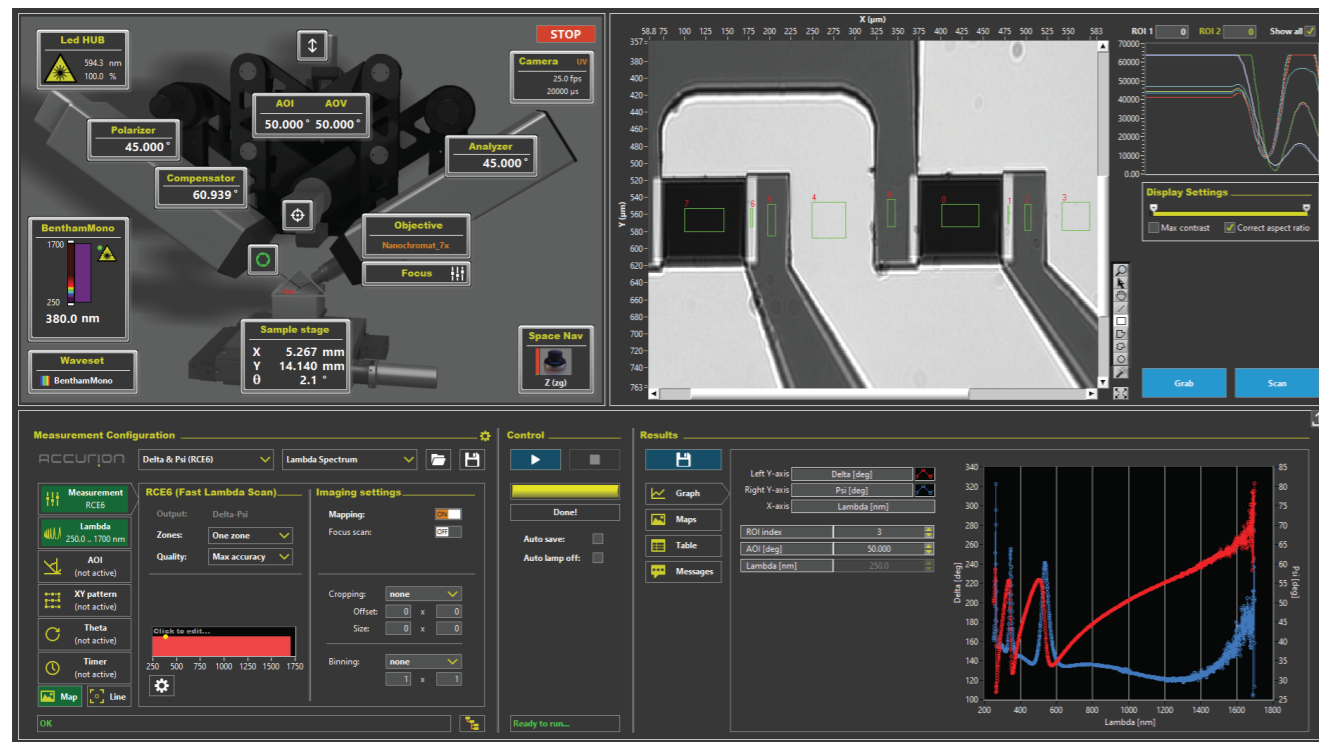 Led HUB
594.3 nm
100.0 %
STOP
Camera UV
25.0 fps
20000 µs
AOI AOV
50.000° 50.000°
Polarizer
45.000°
Analyzer
45.000°
Compensator
60.939°
BenthamMono
1700
250
380.0 nm
Objective
Nanochromat_7x
Focus
Sample stage
X 5.267 mm
Y 14.140 mm
θ 2.1 °
Space Nav
Z (zg)
Waveset
BenthamMono
X (µm)
58.8 75 100 125 150 175 200 225 250 275 300 325 350 375 400 425 450 475 500 525 550 583
Y (µm)
357
380
400
420
440
460
480
500
520
540
560
580
600
620
640
660
680
700
720
740
763
7
6
4
0
1
3
ROI 1 0 ROI 2 0 Show all
70000
60000
50000
40000
30000
20000
10000
0.00
Display Settings
Max contrast Correct aspect ratio
Grab Scan
Measurement Configuration
ACCURION
Delta & Psi (RCE6) Lambda Spectrum
Measurement
RCE6
Lambda
250.0 .. 1700 nm
AOI
(not active)
XY pattern
(not active)
Theta
(not active)
Timer
(not active)
Map Line
RCE6 (Fast Lambda Scan)
Output: Delta-Psi
Zones: One zone
Quality: Max accuracy
Click to edit...
250 500 750 1000 1250 1500 1750
Imaging settings
Mapping: ON
Focus scan: OFF
Cropping: none
Offset: 0 x 0
Size: 0 x 0
Binning: none
1 x 1
OK
Control
Done!
Auto save:
Auto lamp off:
Ready to run...
Results
Graph
Maps
Table
Messages
Left Y-axis Delta [deg]
Right Y-axis Psi [deg]
X-axis Lambda [nm]
ROI index 3
AOI [deg] 50.000
Lambda [nm] 250.0
Delta [deg]
340
320
300
280
260
240
220
200
180
160
140
120
100
200 400 600 800 1000 1200 1400 1600 1800
Lambda [nm]
85
80
75
70
65
60
55
50
45
40
35
30
25
Psi [deg]